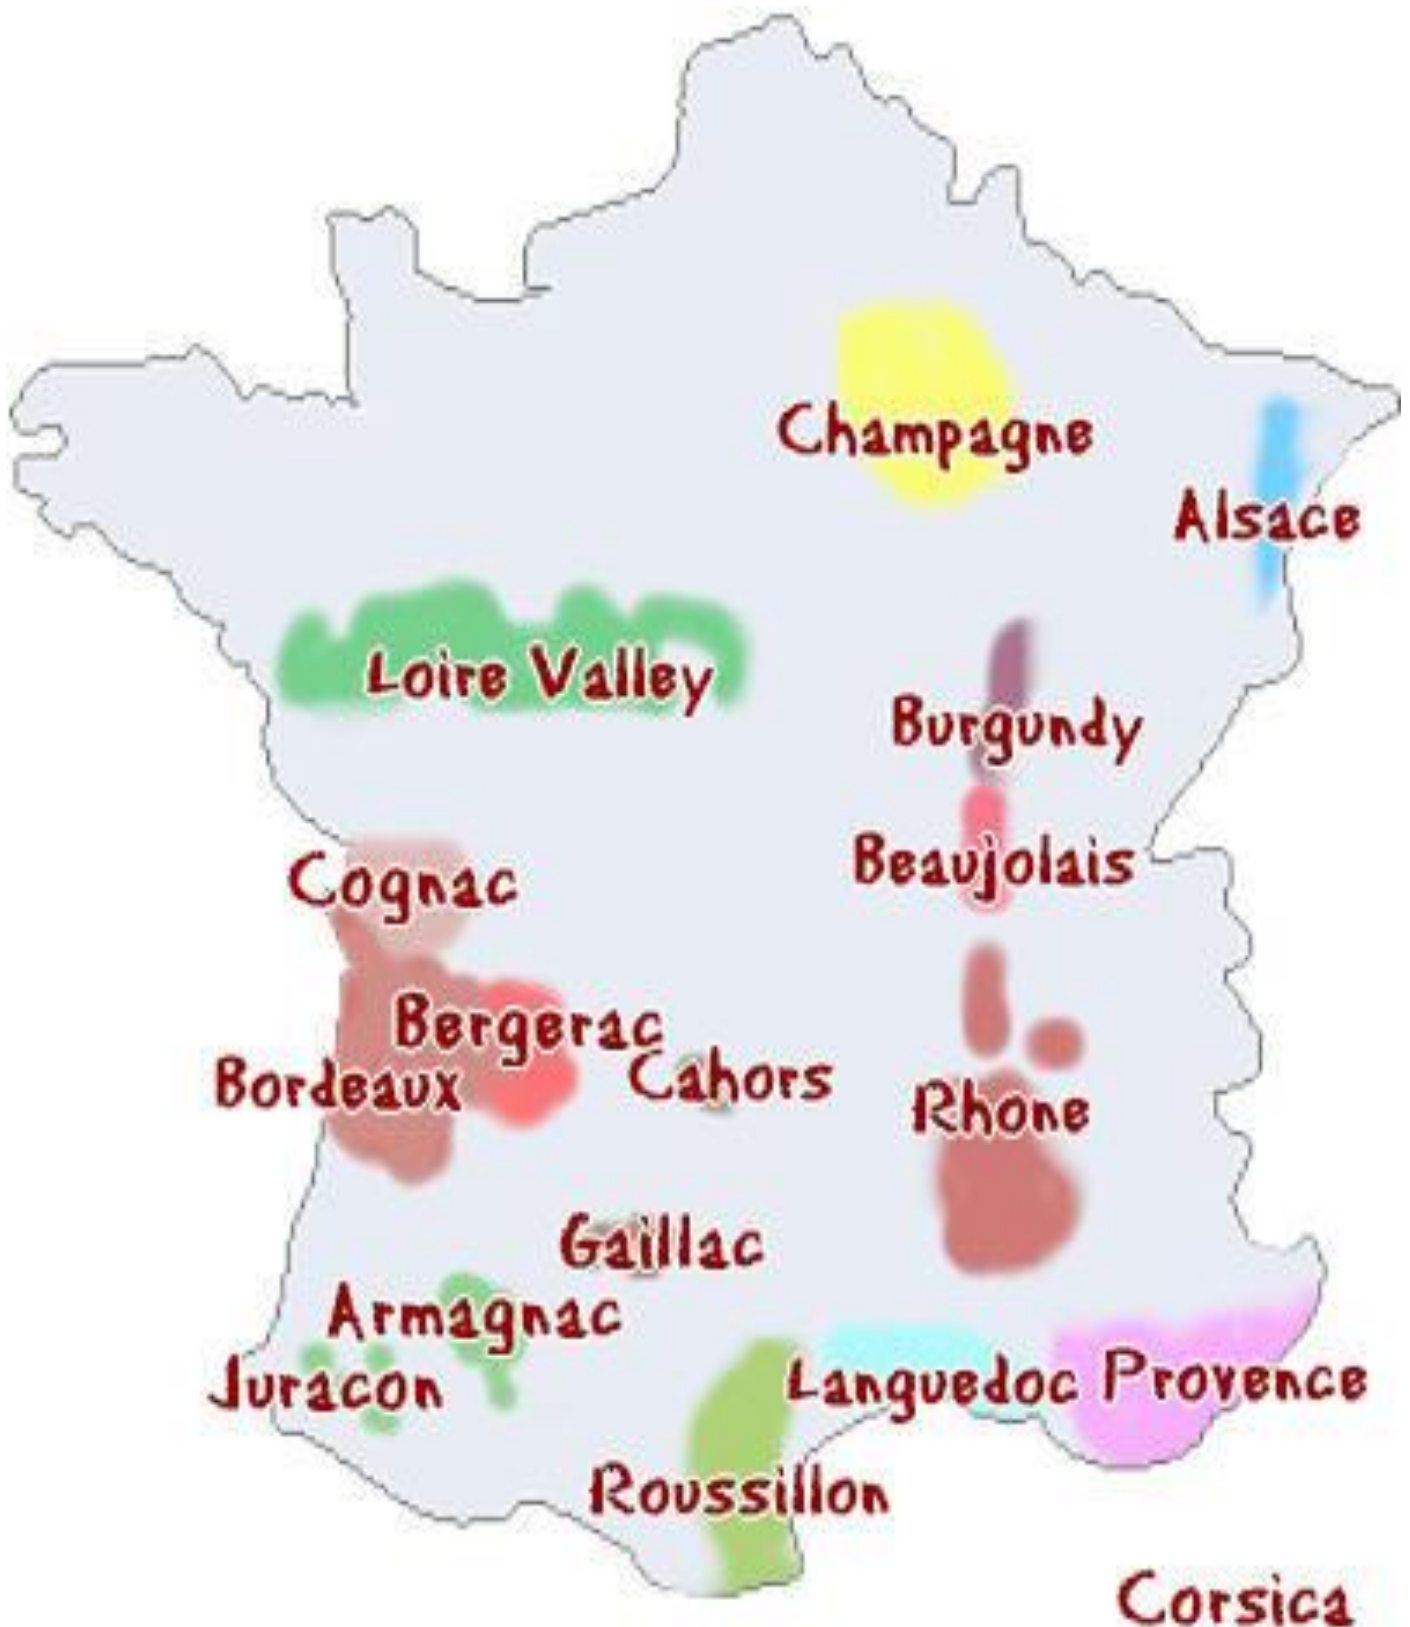 Champagne
Alsace
Loire Valley
Burgundy
Beaujolais
Cognac
Bergerac
Cahors
Bordeaux
Rhone
Gaillac
Armagnac
Juracon
Languedoc
Provence
Roussillon
Corsica